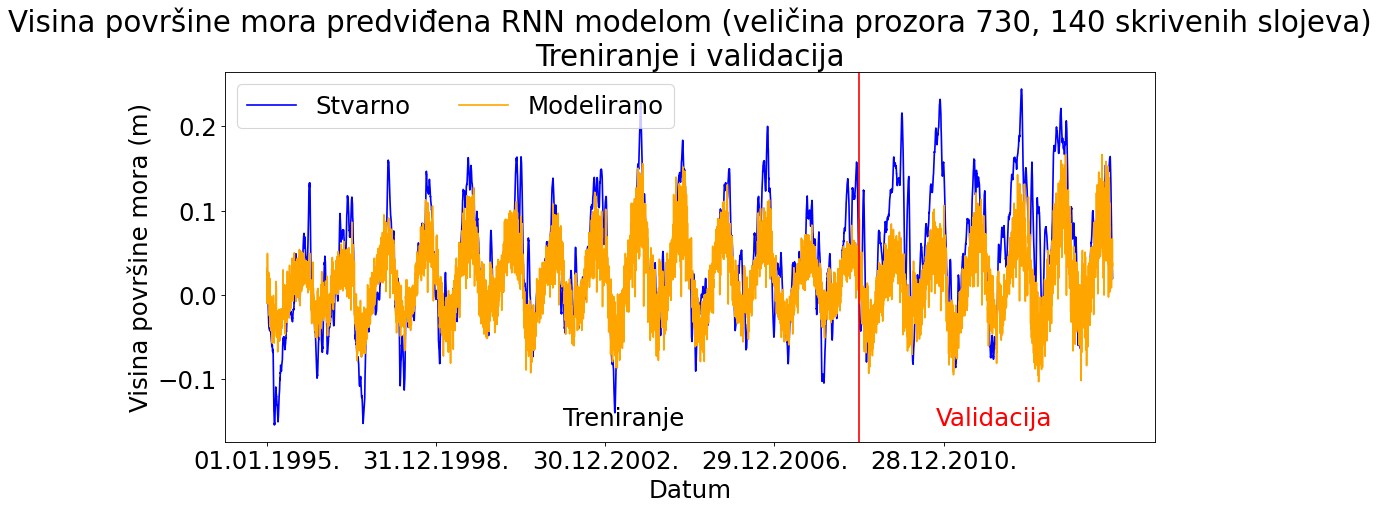 Visina površine mora predviđena RNN modelom (veličina prozora 730, 140 skrivenih slojeva)
Treniranje i validacija
Stvarno
Modelirano
Visina površine mora (m)
0.2
0.1
0.0
−0.1
Treniranje
Validacija
01.01.1995.
31.12.1998.
30.12.2002.
29.12.2006.
28.12.2010.
Datum